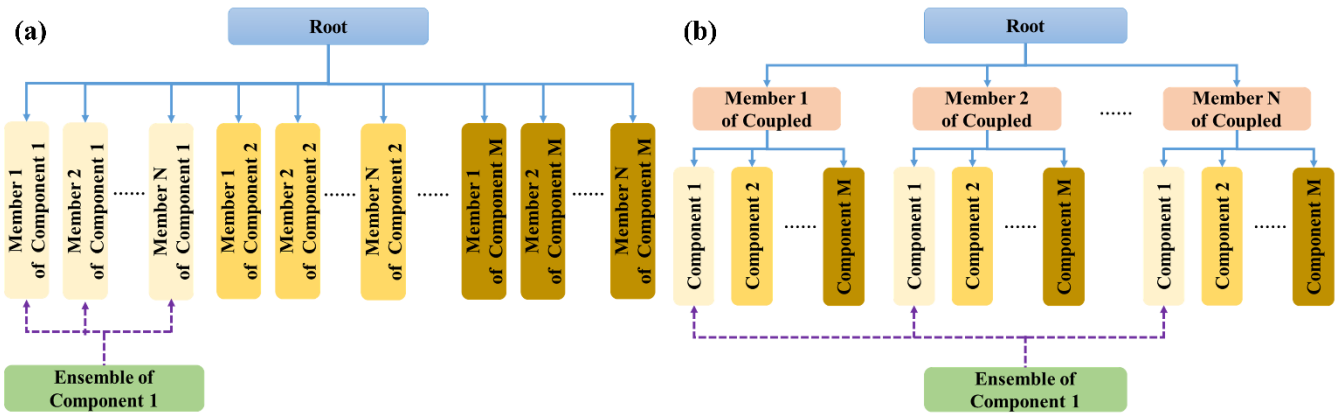 (a)
Root
Member 1
of Component 1
Member 2
of Component 1
......
Member N
of Component 1
Member 1
of Component 2
Member 2
of Component 2
......
Member N
of Component 2
......
Member 1
of Component M
Member 2
of Component M
......
Member N
of Component M
Ensemble of
Component 1
(b)
Root
Member 1
of Coupled
Member 2
of Coupled
......
Member N
of Coupled
Component 1
Component 2
......
Component M
Component 1
Component 2
......
Component M
Component 1
Component 2
......
Component M
Ensemble of
Component 1